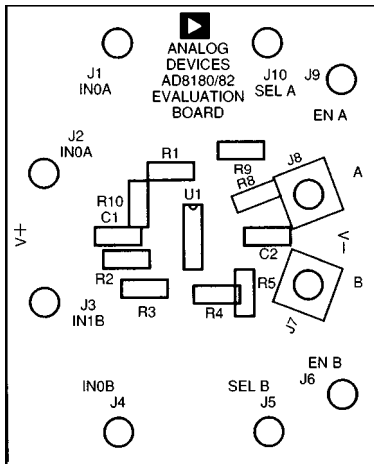 ANALOG
DEVICES
AD8180/82
EVALUATION
BOARD
J1
IN0A
J10
SEL A
J9
EN A
J2
IN0A
R1
R9
J8
A
R8
R10
U1
C1
V+
C2
V–
R2
R3
R4
R5
B
J7
J3
IN1B
EN B
J6
IN0B
J4
SEL B
J5